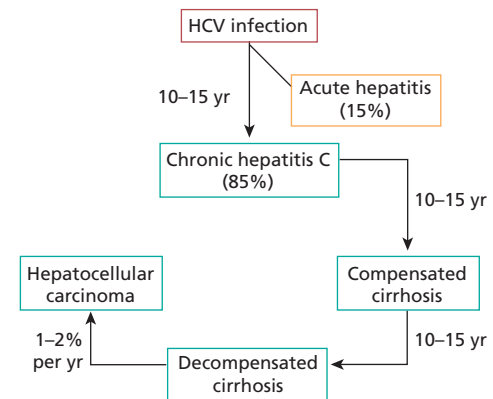 HCV infection
10–15 yr
Acute hepatitis
(15%)
Chronic hepatitis C
(85%)
10–15 yr
Hepatocellular
carcinoma
Compensated
cirrhosis
1–2%
per yr
10–15 yr
Decompensated
cirrhosis